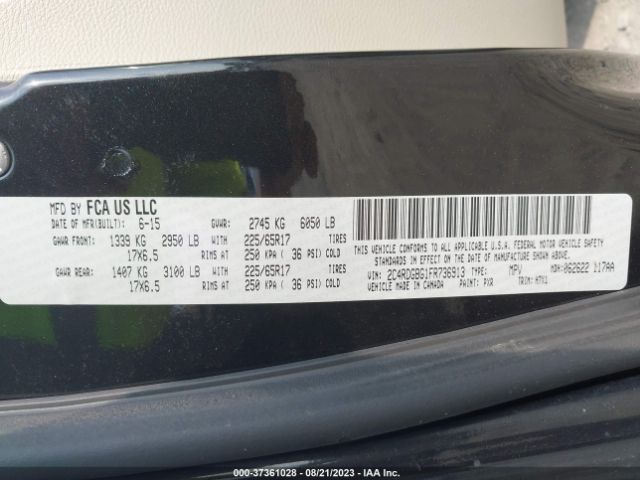 MFD BY FCA US LLC
DATE OF MFR(BUILT): 6-15 GVWR: 2745 KG 6050 LB
GAWR FRONT: 1339 KG 2950 LB WITH 225/65R17 TIRES
17X6.5 RIMS AT 250 KPA ( 36 PSI) COLD
GAWR REAR: 1407 KG 3100 LB WITH 225/65R17 TIRES
17X6.5 RIMS AT 250 KPA ( 36 PSI) COLD
THIS VEHICLE CONFORMS TO ALL APPLICABLE U.S.A. FEDERAL MOTOR VEHICLE SAFETY
STANDARDS IN EFFECT ON THE DATE OF MANUFACTURE SHOWN ABOVE.
VIN: 2C4RDGBG1FR736913 TYPE: MPV MDH: 062622 117AA
VEHICLE MADE IN CANADA PAINT: PXR TRIM:
000-37361028 - 08/21/2023 - IAA Inc.